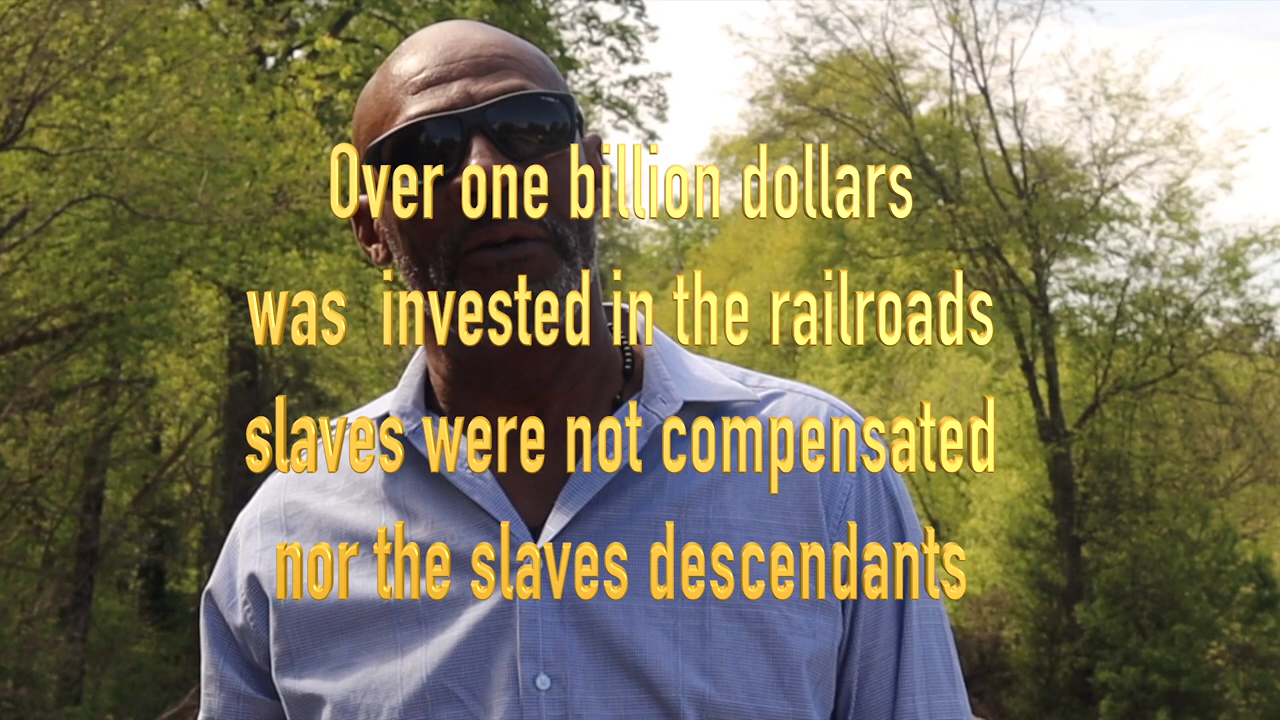 Over one billion dollars
was invested in the railroads
slaves were not compensated
nor the slaves descendants